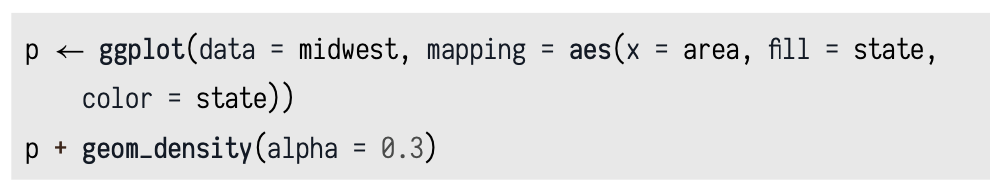 p ← ggplot(data = midwest, mapping = aes(x = area, fill = state,
color = state))
p + geom_density(alpha = 0.3)